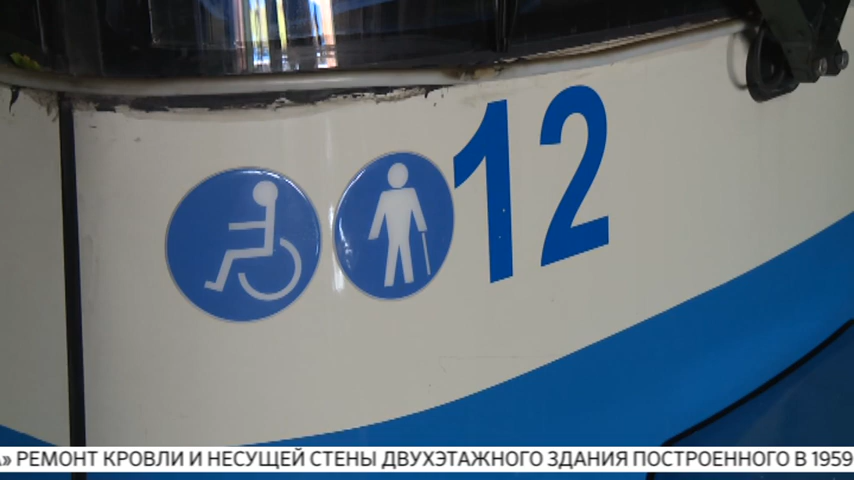 12
» РЕМОНТ КРОВЛИ И НЕСУЩЕЙ СТЕНЫ ДВУХЭТАЖНОГО ЗДАНИЯ ПОСТРОЕННОГО В 1959